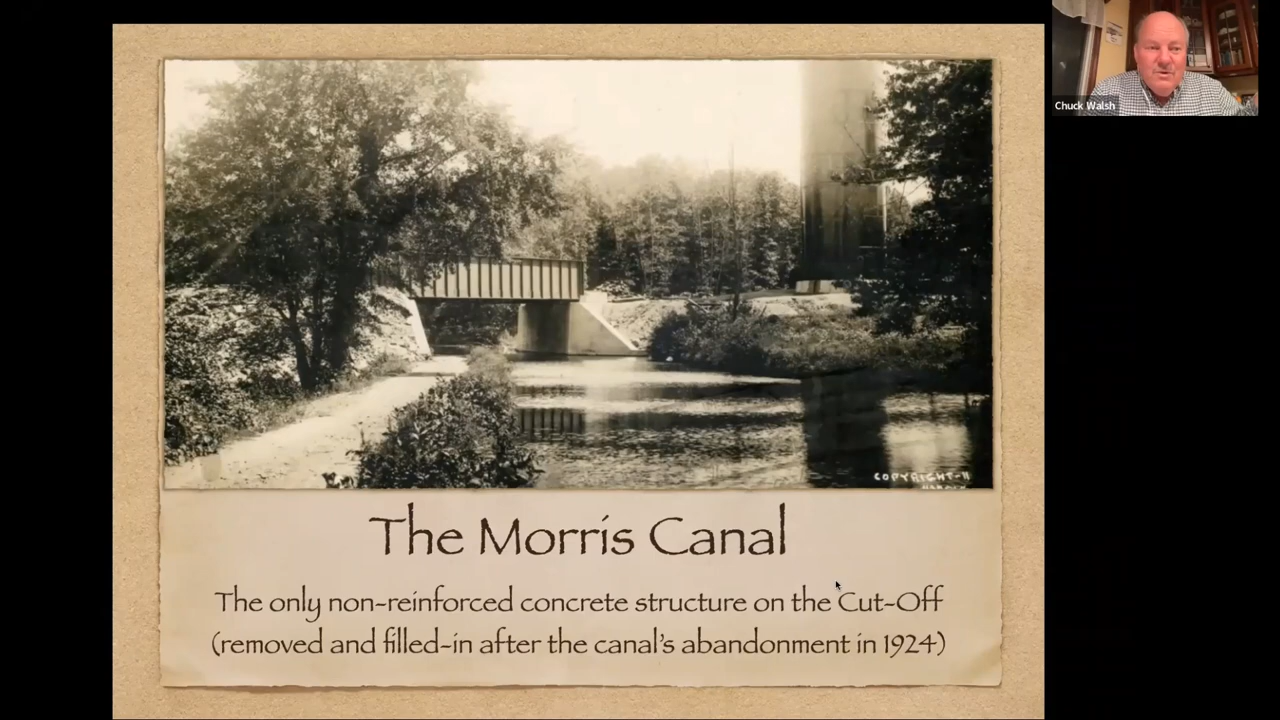 Chuck Walsh
COPYRIGHT-
The Morris Canal
The only non-reinforced concrete structure on the Cut-Off
(removed and filled-in after the canal's abandonment in 1924)